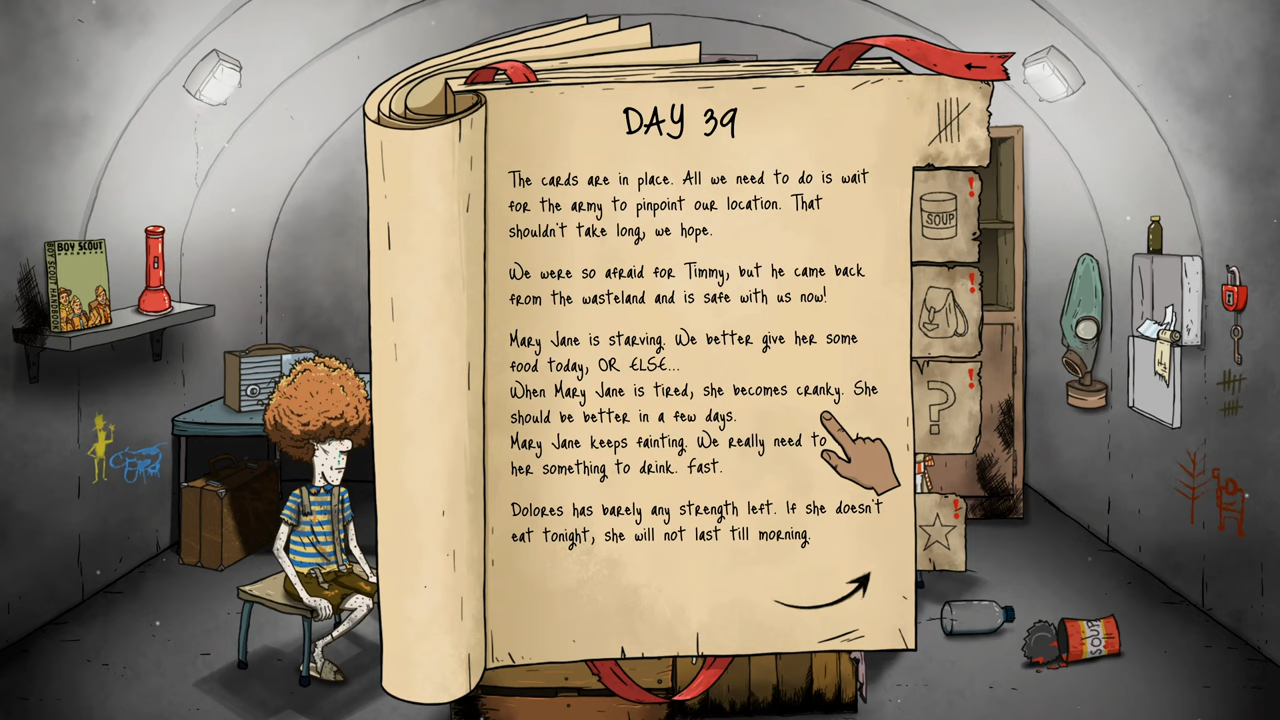 DAY 39
The cards are in place. All we need to do is wait
for the army to pinpoint our location. That
shouldn't take long, we hope.
We were so afraid for Timmy, but he came back
from the wasteland and is safe with us now!
Mary Jane is starving. We better give her some
food today, OR ELSE...
When Mary Jane is tired, she becomes cranky. She
should be better in a few days.
Mary Jane keeps fainting. We really need to
her something to drink. Fast.
Dolores has barely any strength left. If she doesn't
eat tonight, she will not last till morning.
SOUP
!
!
?
!
!
BOY SCOUT
HANDBOOK
BOY SCOUT HANDBOOK
SOUP